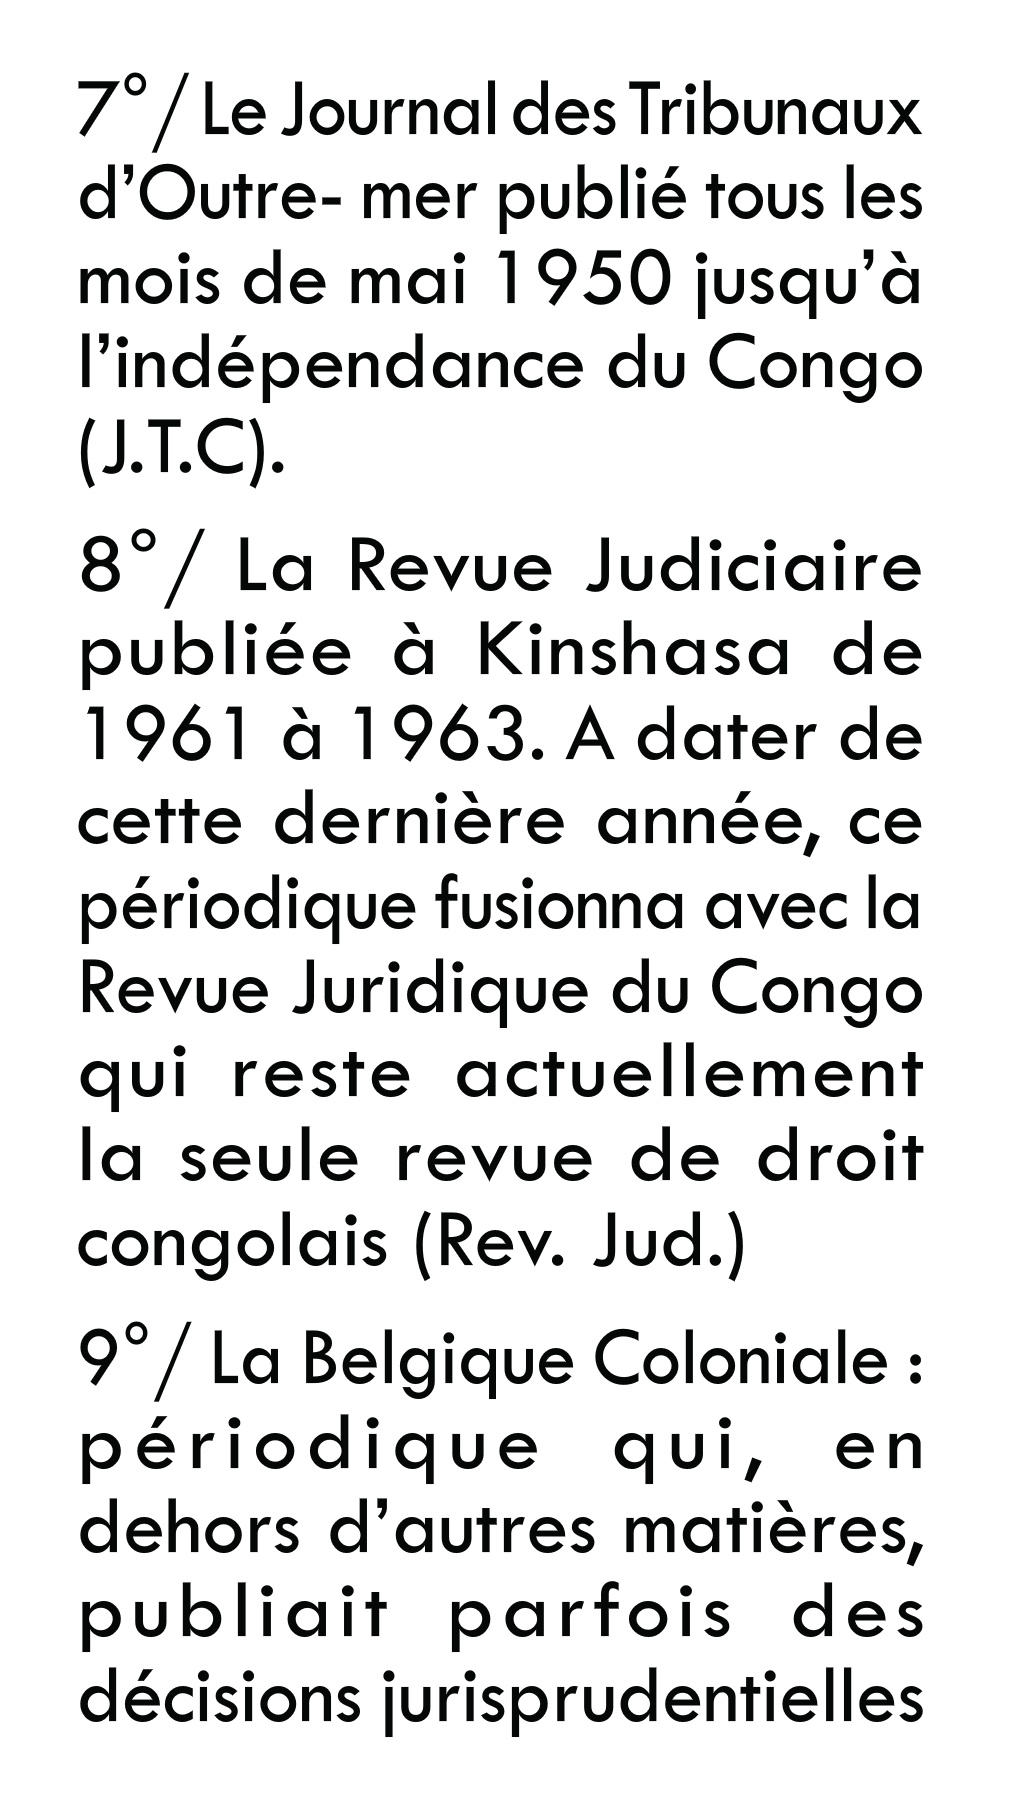 7°/ Le Journal des Tribunaux
d’Outre- mer publié tous les
mois de mai 1950 jusqu’à
l’indépendance du Congo
(J.T.C).
8°/ La Revue Judiciaire
publiée à Kinshasa de
1961 à 1963. A dater de
cette dernière année, ce
périodique fusionna avec la
Revue Juridique du Congo
qui reste actuellement
la seule revue de droit
congolais (Rev. Jud.)
9°/ La Belgique Coloniale :
périodique qui, en
dehors d’autres matières,
publiait parfois des
décisions jurisprudentielles